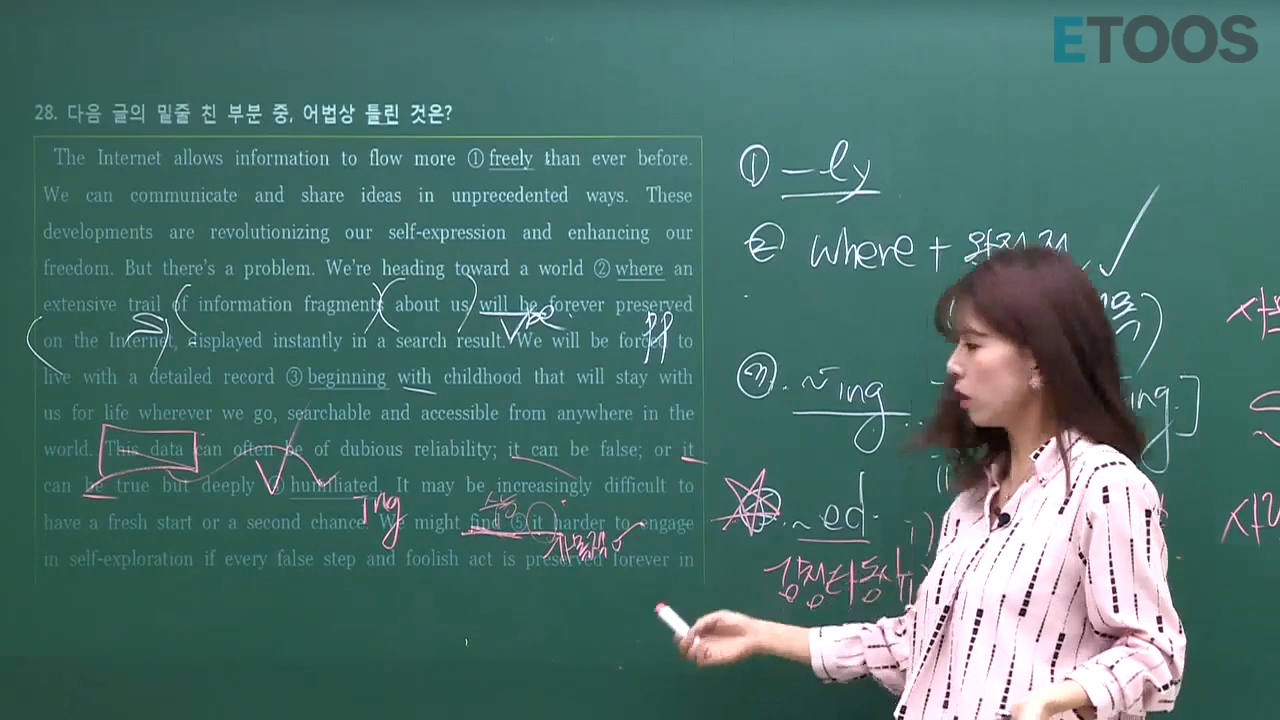 ETOOS
28. 다음 글의 밑줄 친 부분 중, 어법상 틀린 것은?
The Internet allows information to flow more ① freely than ever before.
We can communicate and share ideas in unprecedented ways. These
developments are revolutionizing our self-expression and enhancing our
freedom. But there's a problem. We're heading toward a world ② where an
extensive trail of information fragments about us will be forever preserved
on the Internet, displayed instantly in a search result. We will be forced to
live with a detailed record ③ beginning with childhood that will stay with
us for life wherever we go, searchable and accessible from anywhere in the
world. This data can often be of dubious reliability; it can be false; or it
can be true but deeply ④ humiliated. It may be increasingly difficult to
have a fresh start or a second chance. We might find ⑤ it harder to engage
in self-exploration if every false step and foolish act is preserved forever in
ing
① -ly
② where +
③ ~ing
ing]
~ed
감정타동사